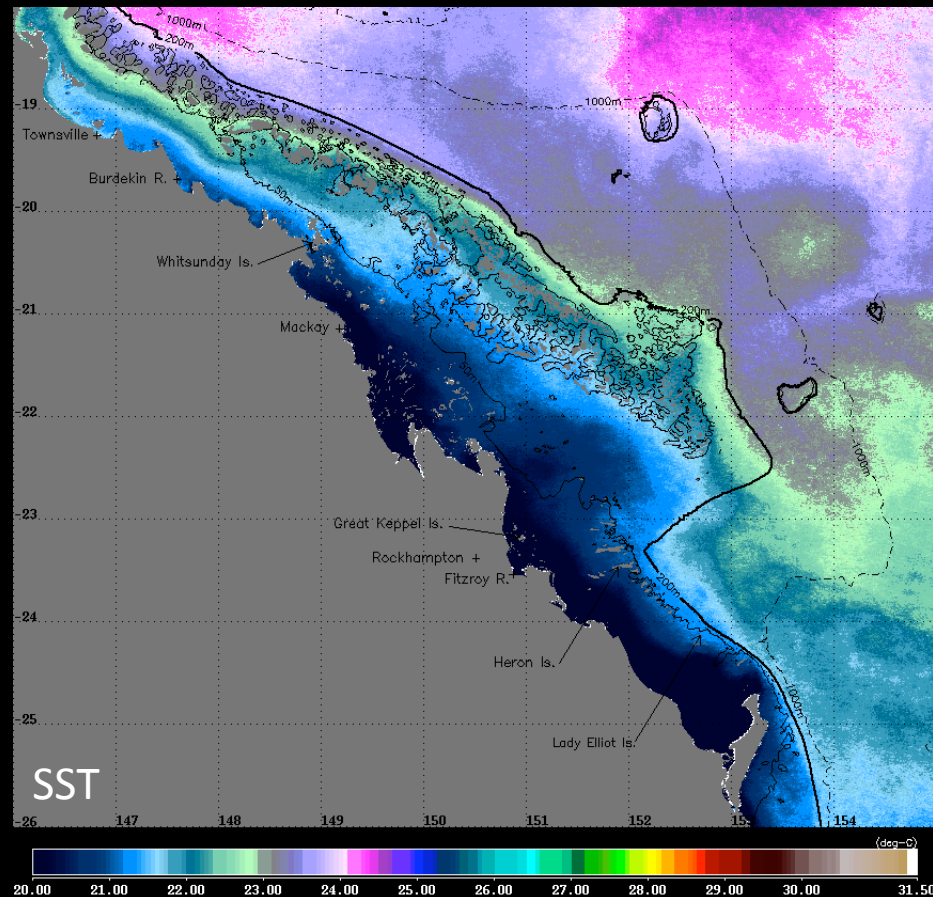 1000m
200m
-19
1000m
Townsville +
Burdekin R. +
50m
-20
Whitsunday Is.
-21
200m
Mackay +
50m
-22
1000m
-23
Great Keppel Is.
Rockhampton +
Fitzroy R.
200m
-24
Heron Is.
1000m
-25
Lady Elliot Is.
SST
-26
147 148 149 150 151 152 153 154
(deg-C)
20.00 21.00 22.00 23.00 24.00 25.00 26.00 27.00 28.00 29.00 30.00 31.50